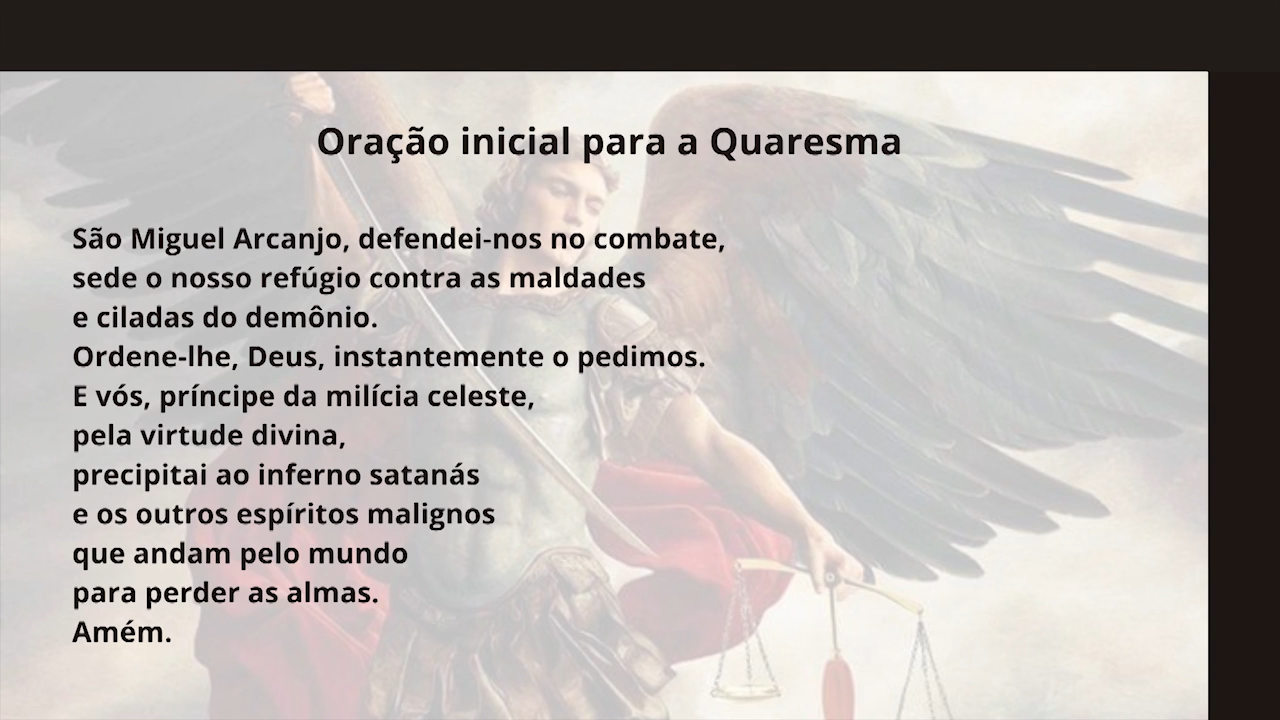 Oração inicial para a Quaresma
São Miguel Arcanjo, defendei-nos no combate,
sede o nosso refúgio contra as maldades
e ciladas do demônio.
Ordene-lhe, Deus, instantemente o pedimos.
E vós, príncipe da milícia celeste,
pela virtude divina,
precipitai ao inferno satanás
e os outros espíritos malignos
que andam pelo mundo
para perder as almas.
Amém.